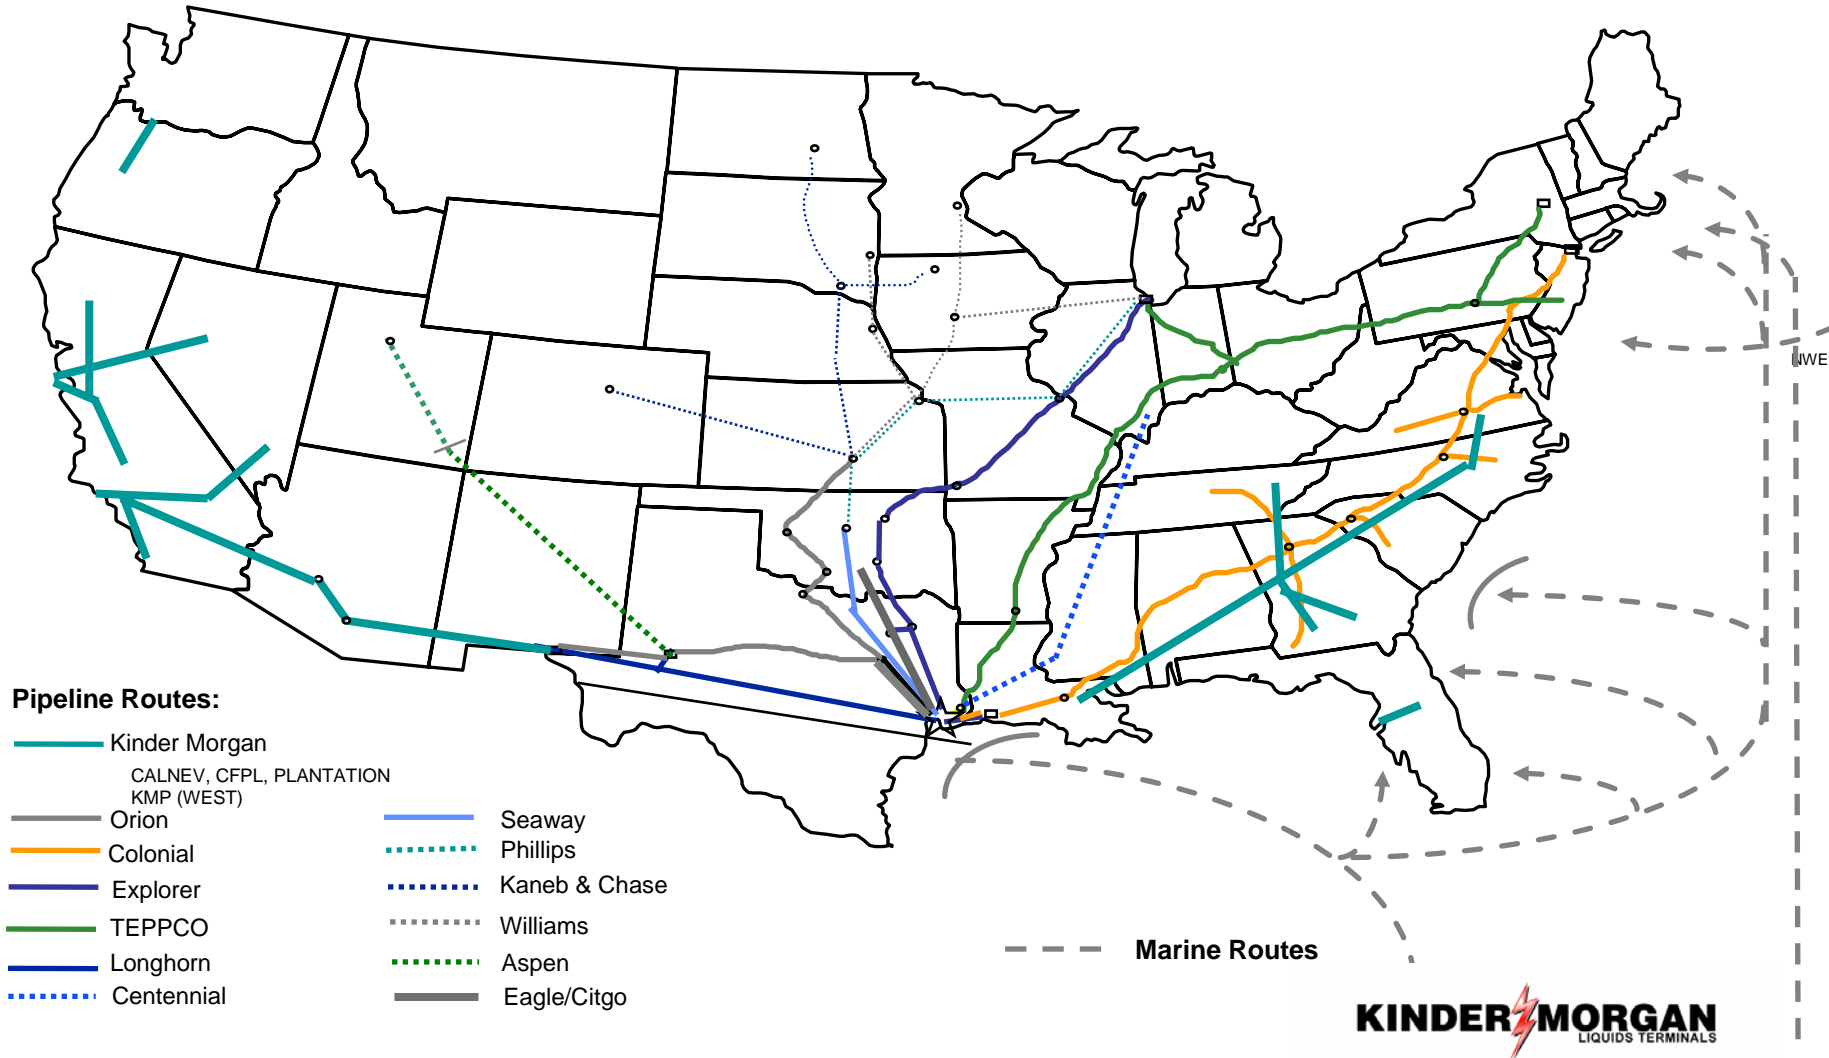 NWE
Pipeline Routes:
Kinder Morgan
CALNEV, CFPL, PLANTATION
KMP (WEST)
Orion
Colonial
Explorer
TEPPCO
Longhorn
Centennial
Seaway
Phillips
Kaneb & Chase
Williams
Aspen
Eagle/Citgo
Marine Routes
KINDER MORGAN
LIQUIDS TERMINALS